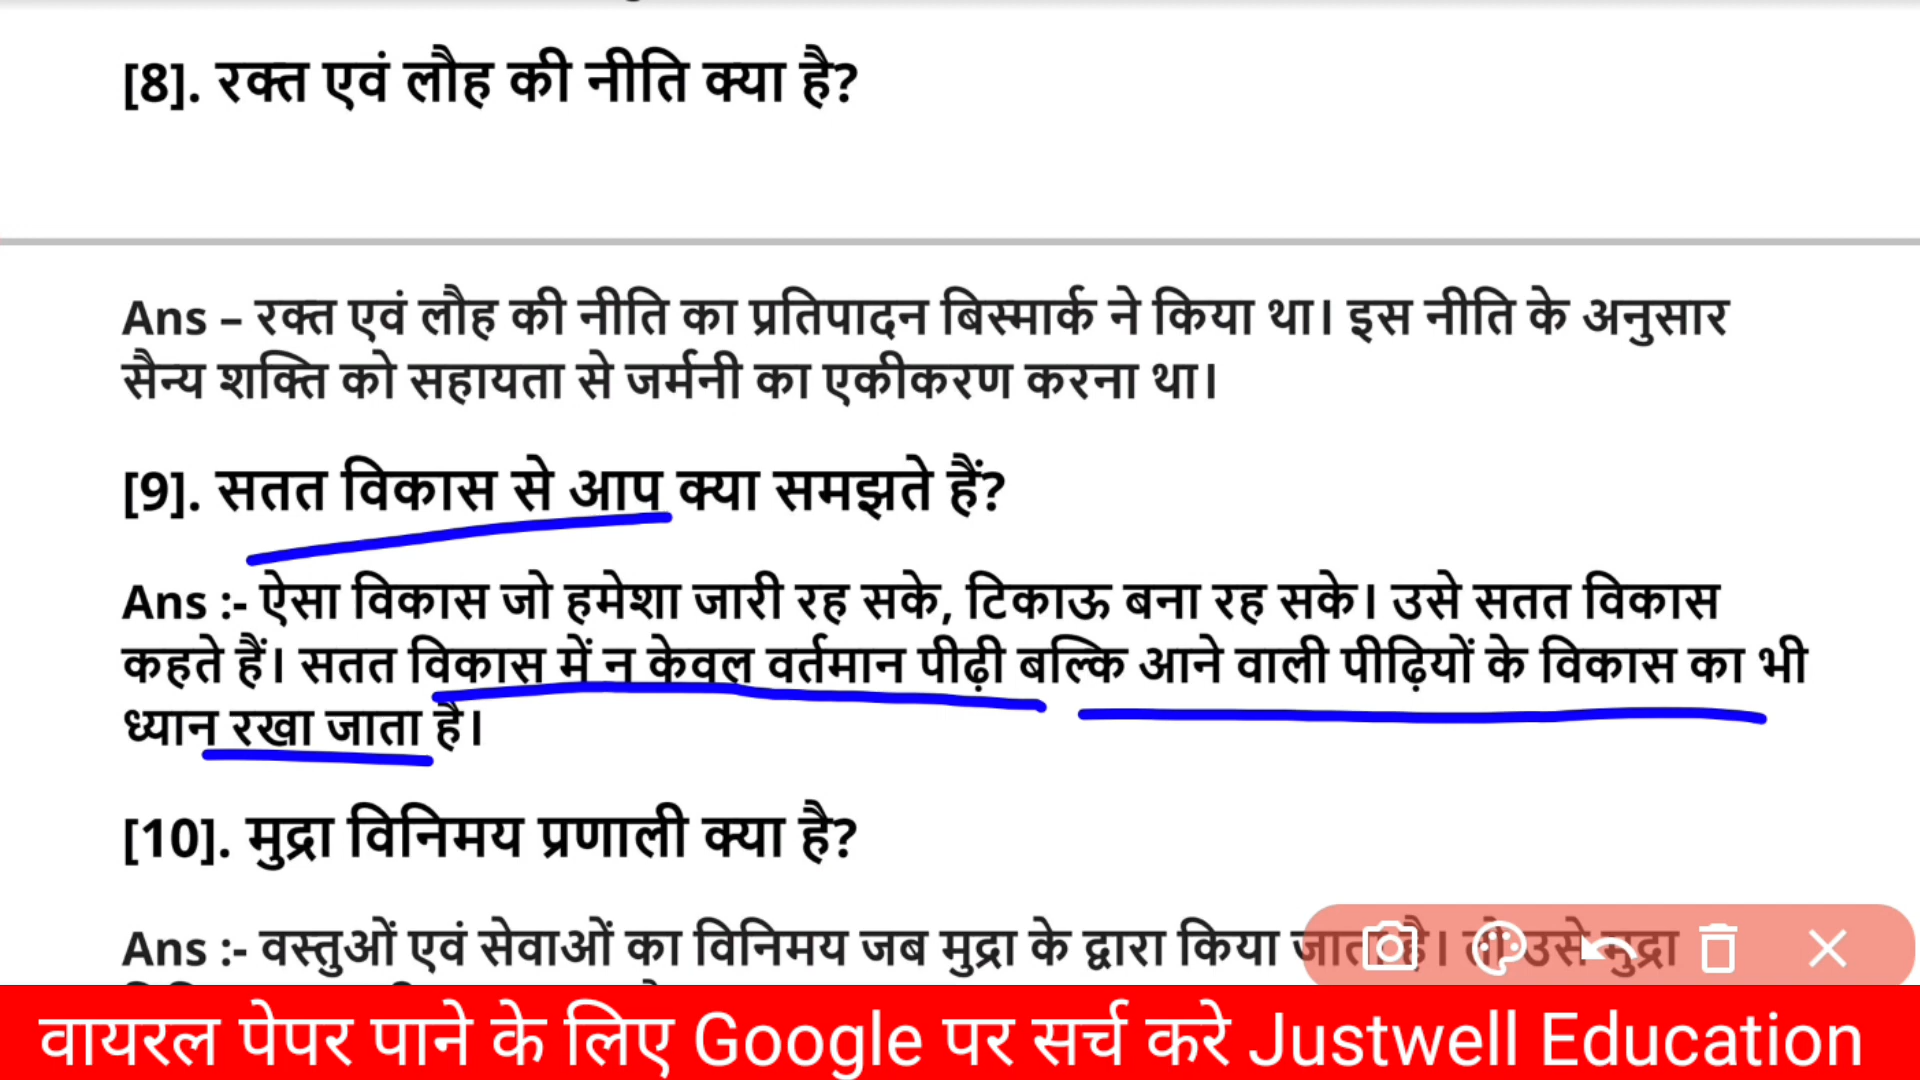 [8]. रक्त एवं लौह की नीति क्या है?
Ans – रक्त एवं लौह की नीति का प्रतिपादन बिस्मार्क ने किया था। इस नीति के अनुसार
सैन्य शक्ति को सहायता से जर्मनी का एकीकरण करना था।
[9]. सतत विकास से आप क्या समझते हैं?
Ans :- ऐसा विकास जो हमेशा जारी रह सके, टिकाऊ बना रह सके। उसे सतत विकास
कहते हैं। सतत विकास में न केवल वर्तमान पीढ़ी बल्कि आने वाली पीढ़ियों के विकास का भी
ध्यान रखा जाता है।
[10]. मुद्रा विनिमय प्रणाली क्या है?
Ans :- वस्तुओं एवं सेवाओं का विनिमय जब मुद्रा के द्वारा किया जाता है। तो उसे मुद्रा
वायरल पेपर पाने के लिए Google पर सर्च करे Justwell Education